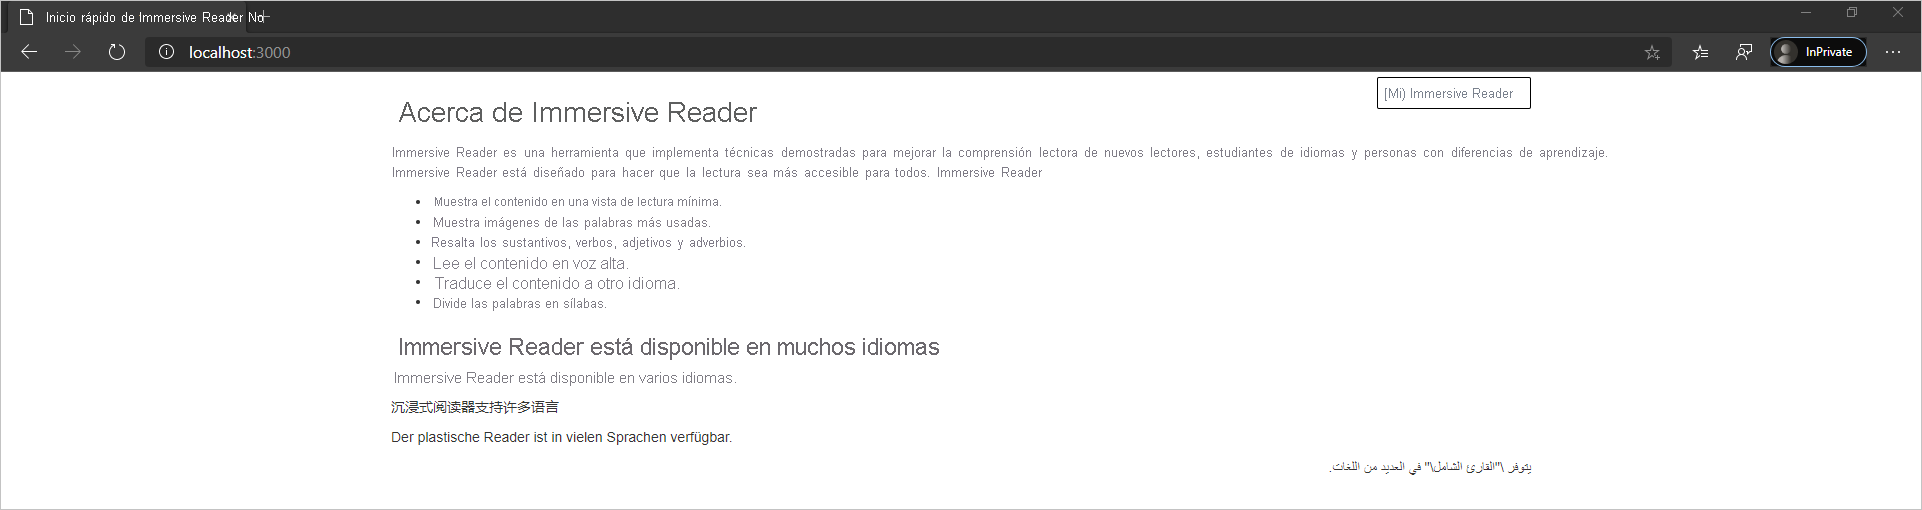 Inicio rápido de Immersive Reader No
localhost:3000
InPrivate
[Mi) Immersive Reader
Acerca de Immersive Reader
Immersive Reader es una herramienta que implementa técnicas demostradas para mejorar la comprensión lectora de nuevos lectores, estudiantes de idiomas y personas con diferencias de aprendizaje.
Immersive Reader está diseñado para hacer que la lectura sea más accesible para todos. Immersive Reader
• Muestra el contenido en una vista de lectura mínima.
• Muestra imágenes de las palabras más usadas.
• Resalta los sustantivos, verbos, adjetivos y adverbios.
• Lee el contenido en voz alta.
• Traduce el contenido a otro idioma.
• Divide las palabras en sílabas.
Immersive Reader está disponible en muchos idiomas
Immersive Reader está disponible en varios idiomas.
沉浸式阅读器支持许多语言
Der plastische Reader ist in vielen Sprachen verfügbar.
يتوفر \"القارئ الشامل\" في العديد من اللغات.